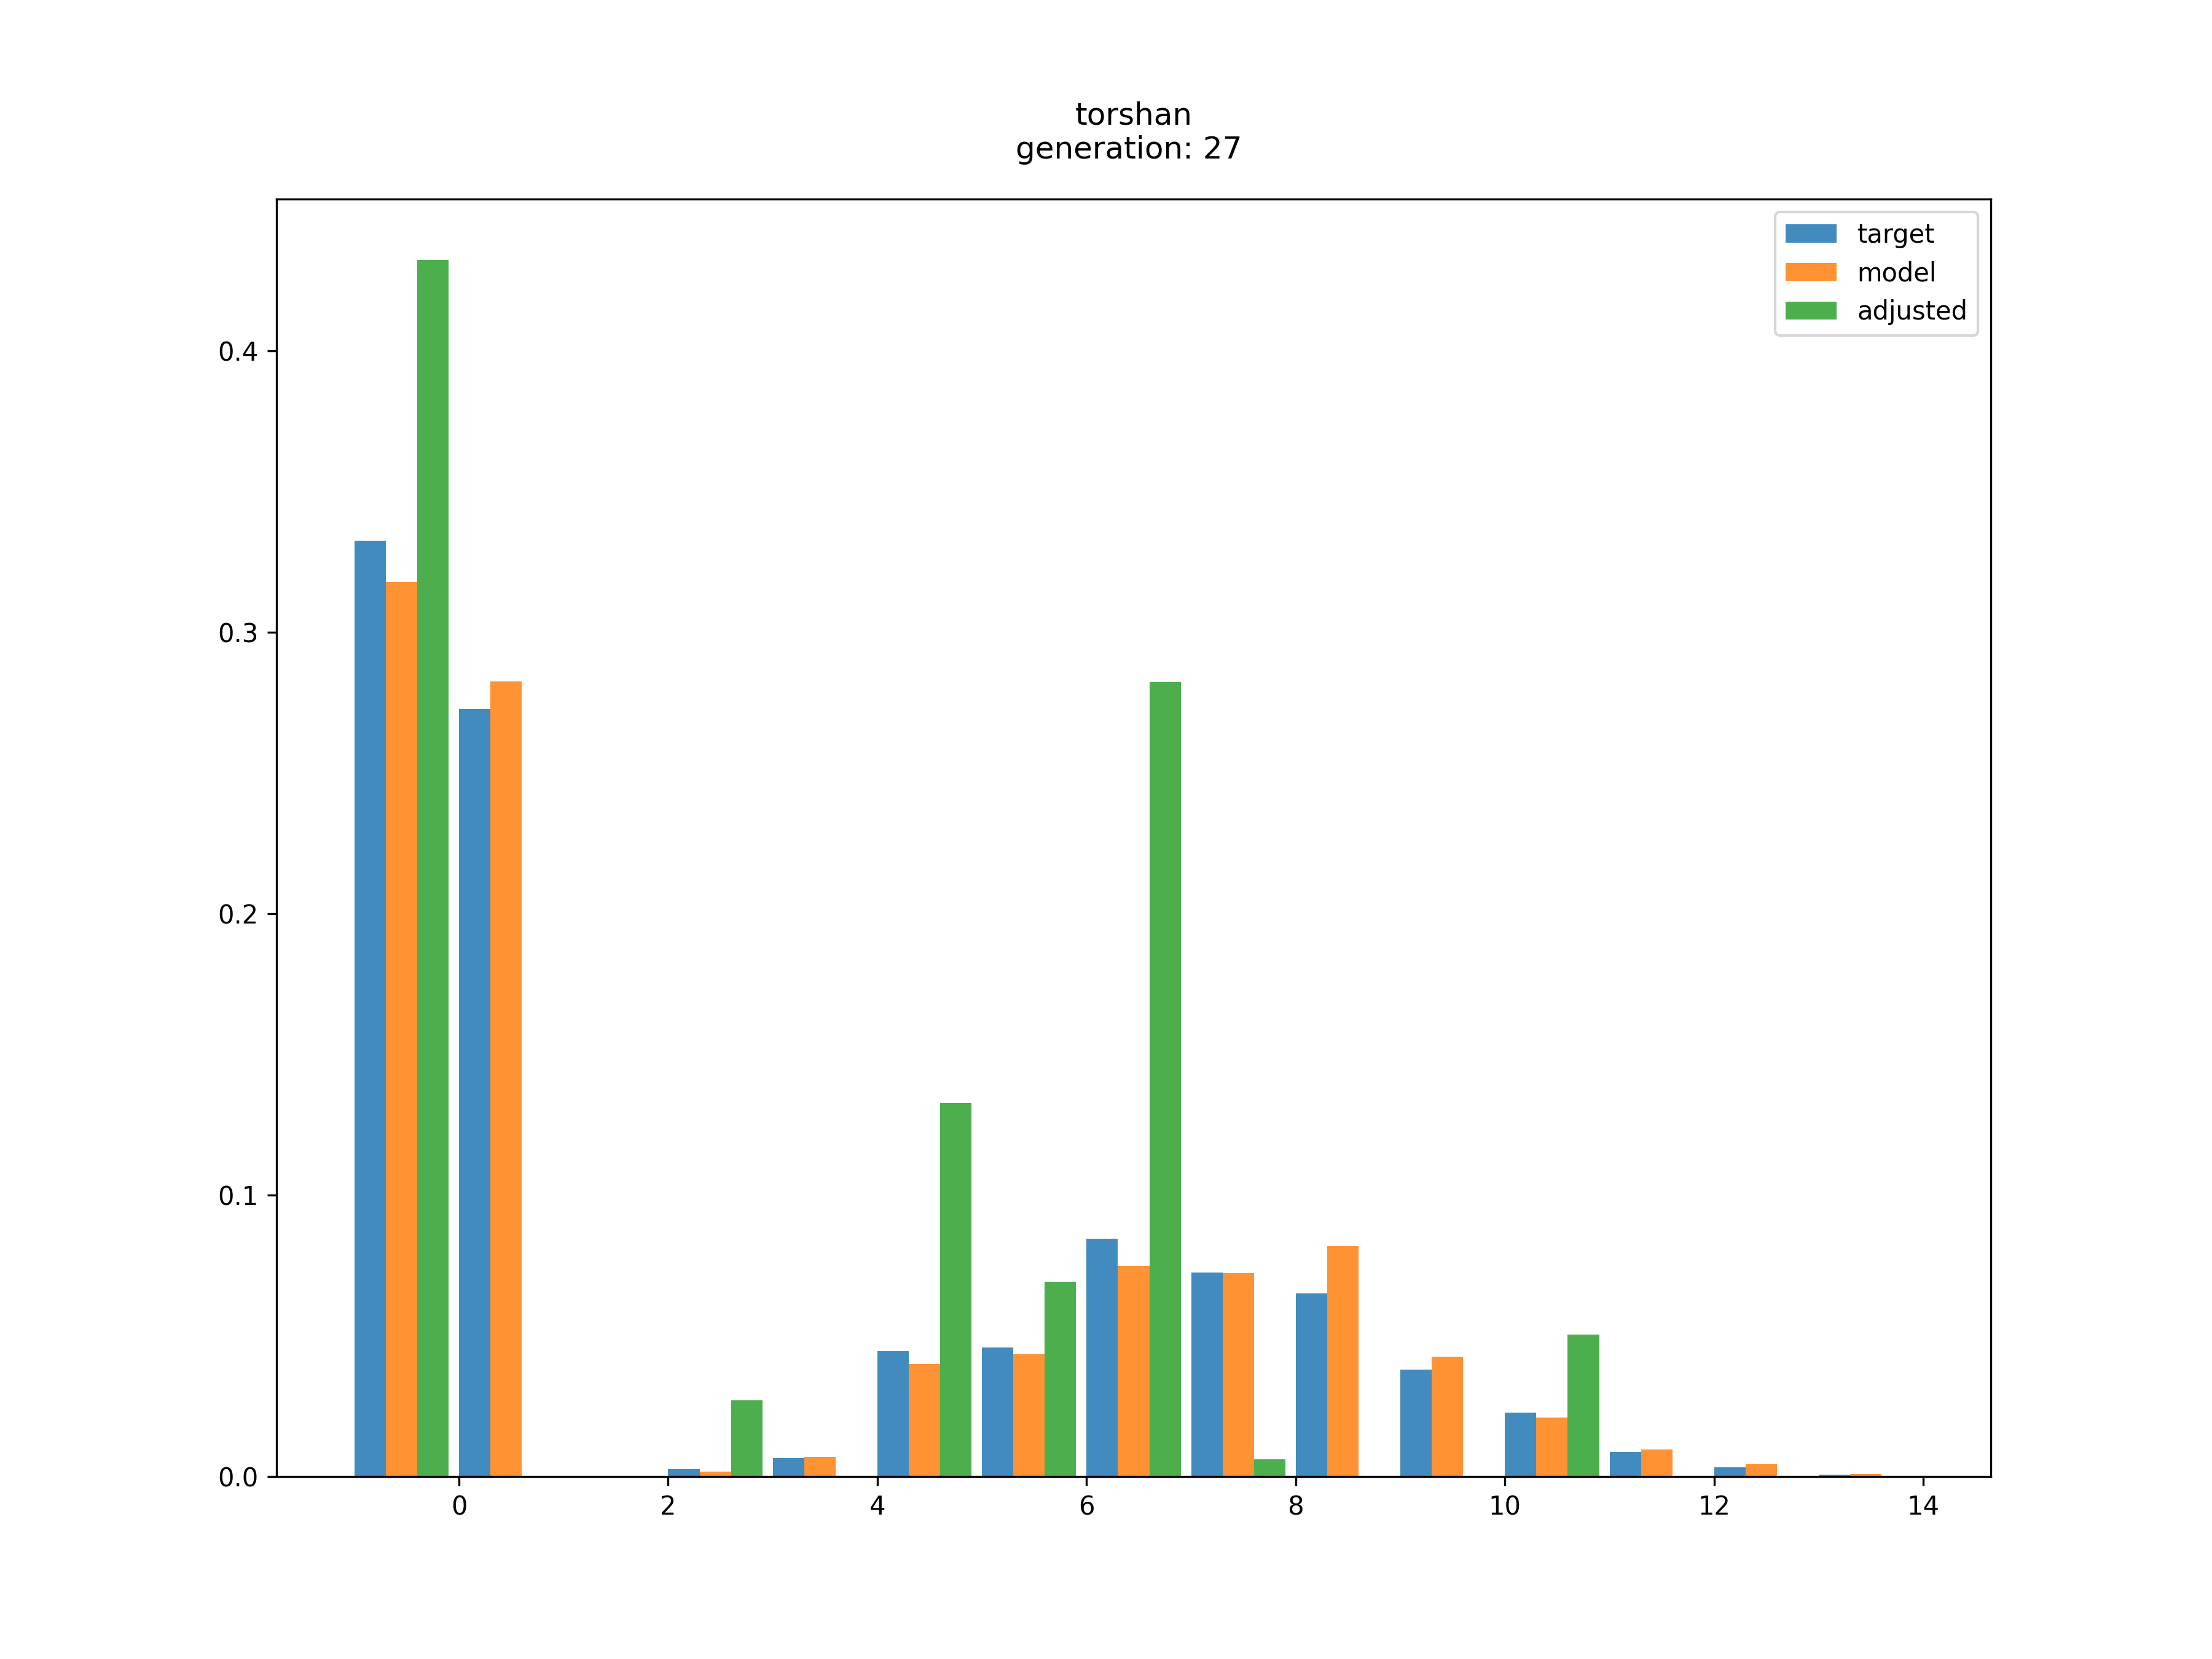 torshan
generation: 27
target
model
adjusted
0.4
0.3
0.2
0.1
0.0
0 2 4 6 8 10 12 14